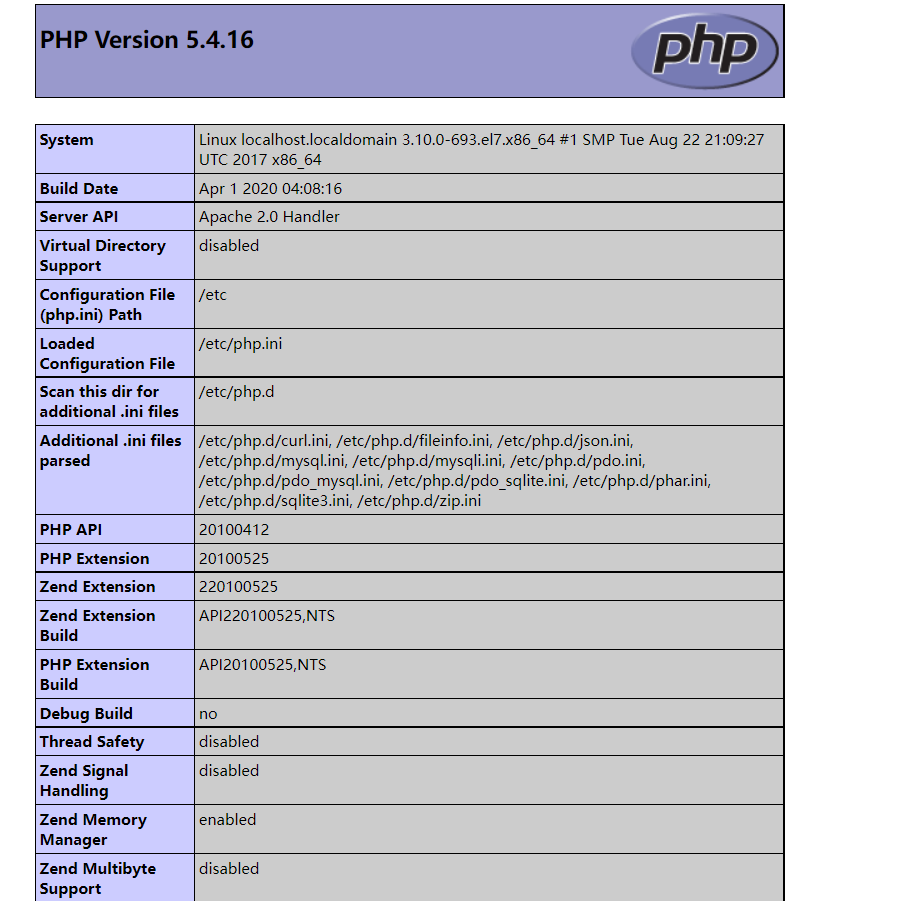 PHP Version 5.4.16
php
System
Linux localhost.localdomain 3.10.0-693.el7.x86_64 #1 SMP Tue Aug 22 21:09:27
UTC 2017 x86_64
Build Date
Apr 1 2020 04:08:16
Server API
Apache 2.0 Handler
Virtual Directory
Support
disabled
Configuration File
(php.ini) Path
/etc
Loaded
Configuration File
/etc/php.ini
Scan this dir for
additional .ini files
/etc/php.d
Additional .ini files
parsed
/etc/php.d/curl.ini, /etc/php.d/fileinfo.ini, /etc/php.d/json.ini,
/etc/php.d/mysql.ini, /etc/php.d/mysqli.ini, /etc/php.d/pdo.ini,
/etc/php.d/pdo_mysql.ini, /etc/php.d/pdo_sqlite.ini, /etc/php.d/phar.ini,
/etc/php.d/sqlite3.ini, /etc/php.d/zip.ini
PHP API
20100412
PHP Extension
20100525
Zend Extension
220100525
Zend Extension
Build
API220100525,NTS
PHP Extension
Build
API20100525,NTS
Debug Build
no
Thread Safety
disabled
Zend Signal
Handling
disabled
Zend Memory
Manager
enabled
Zend Multibyte
Support
disabled